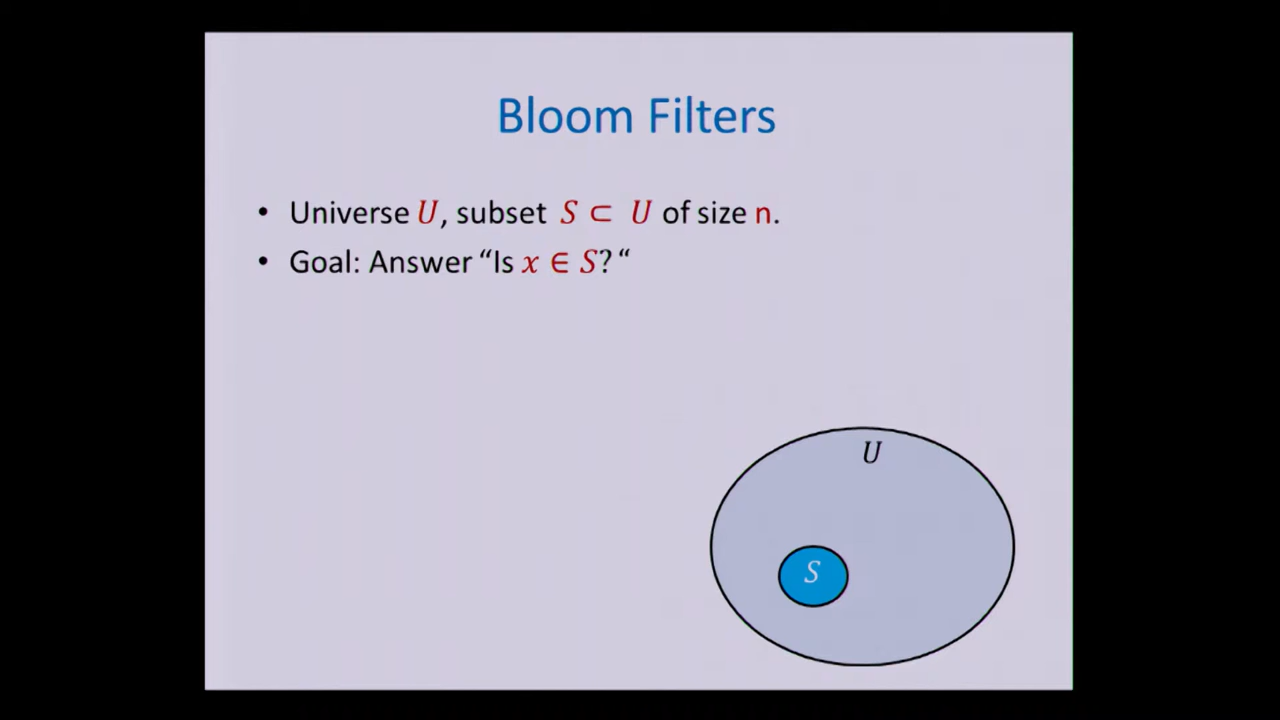 Bloom Filters
• Universe U, subset S ⊂ U of size n.
• Goal: Answer “Is x ∈ S? “
U
S